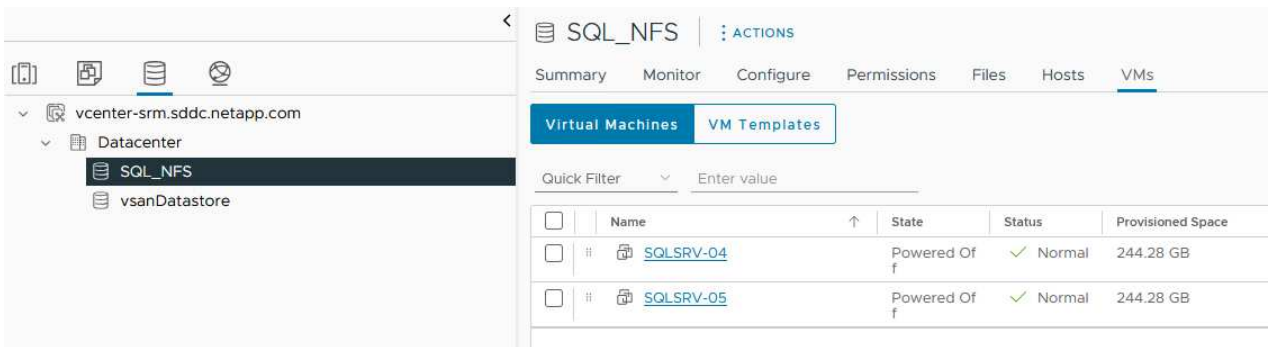 vcenter-srm.sddc.netapp.com
Datacenter
SQL_NFS
vsanDatastore
SQL_NFS
ACTIONS
Summary Monitor Configure Permissions Files Hosts VMs
Virtual Machines VM Templates
Quick Filter Enter value
Name State Status Provisioned Space
SQLSRV-04 Powered Of Normal 244.28 GB
f
SQLSRV-05 Powered Of Normal 244.28 GB
f